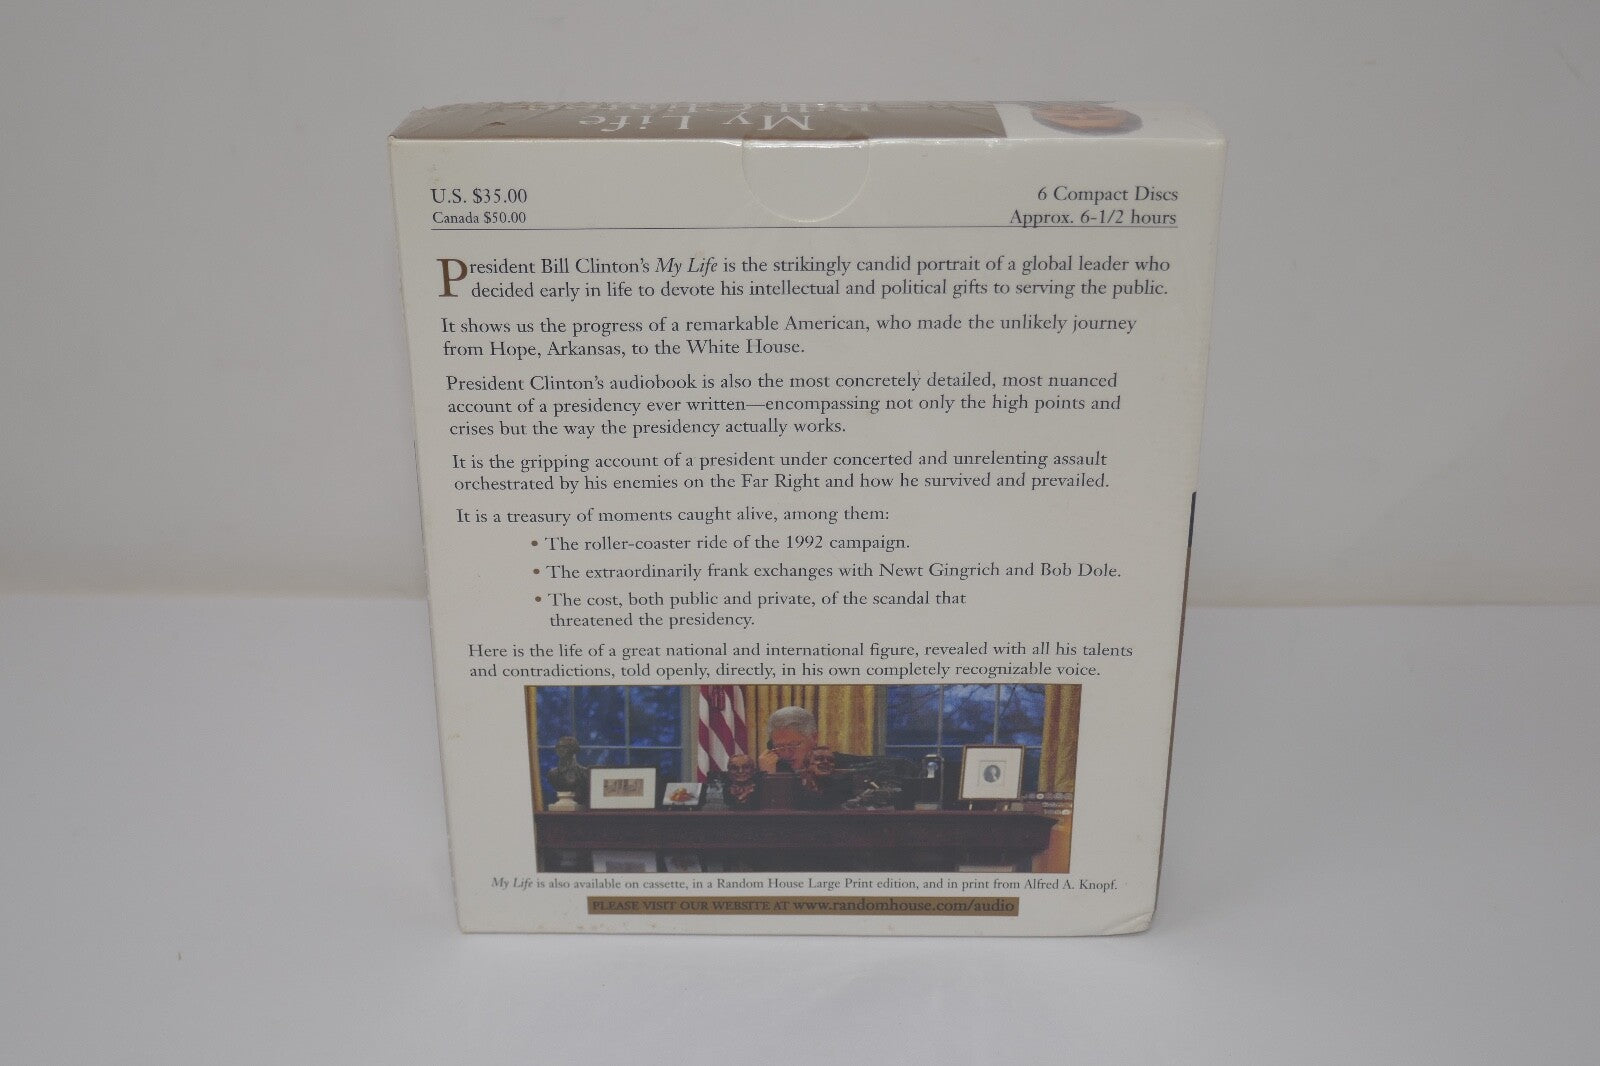 My Life
Bill Clinton
U.S. $35.00
Canada $50.00
6 Compact Discs
Approx. 6-1/2 hours
President Bill Clinton's My Life is the strikingly candid portrait of a global leader who
decided early in life to devote his intellectual and political gifts to serving the public.
It shows us the progress of a remarkable American, who made the unlikely journey
from Hope, Arkansas, to the White House.
President Clinton's audiobook is also the most concretely detailed, most nuanced
account of a presidency ever written—encompassing not only the high points and
crises but the way the presidency actually works.
It is the gripping account of a president under concerted and unrelenting assault
orchestrated by his enemies on the Far Right and how he survived and prevailed.
It is a treasury of moments caught alive, among them:
• The roller-coaster ride of the 1992 campaign.
• The extraordinarily frank exchanges with Newt Gingrich and Bob Dole.
• The cost, both public and private, of the scandal that
threatened the presidency.
Here is the life of a great national and international figure, revealed with all his talents
and contradictions, told openly, directly, in his own completely recognizable voice.
My Life is also available on cassette, in a Random House Large Print edition, and in print from Alfred A. Knopf.
PLEASE VISIT OUR WEBSITE AT www.randomhouse.com/audio